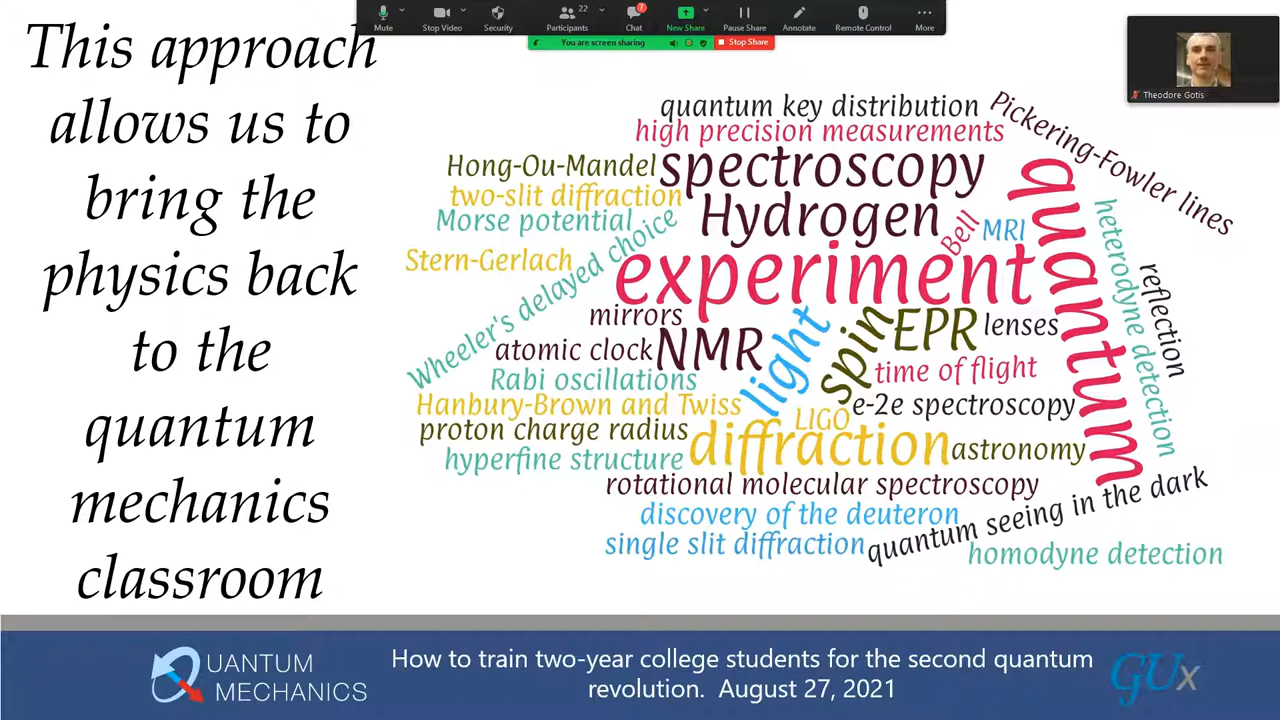 Mute
Stop Video
Security
Participants
22
Chat
7
New Share
Pause Share
Annotate
Remote Control
More
You are screen sharing
Stop Share
Theodore Gotis
This approach
allows us to
bring the
physics back
to the
quantum
mechanics
classroom
quantum key distribution
Pickering-Fowler lines
high precision measurements
Hong-Ou-Mandel
spectroscopy
quantum
two-slit diffraction
Morse potential
Hydrogen
Bell
MRI
heterodyne detection
Stern-Gerlach
Wheeler's delayed choice
experiment
reflection
mirrors
light
spin
EPR
lenses
atomic clock
NMR
time of flight
Rabi oscillations
Hanbury-Brown and Twiss
LIGO
e-2e spectroscopy
proton charge radius
diffraction
astronomy
hyperfine structure
rotational molecular spectroscopy
discovery of the deuteron
quantum seeing in the dark
single slit diffraction
homodyne detection
QUANTUM
MECHANICS
How to train two-year college students for the second quantum
revolution. August 27, 2021
GUx